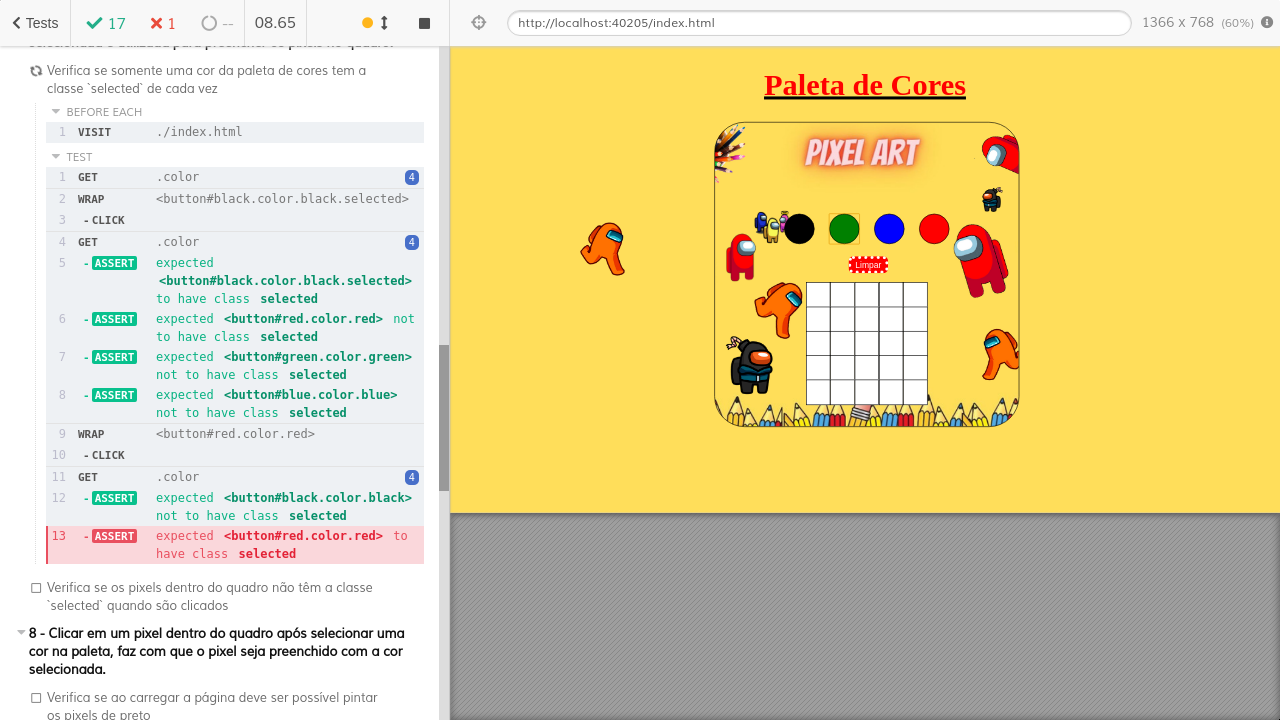 Tests
17
1
--
08.65
http://localhost:40205/index.html
1366 x 768 (60%)
Verifica se somente uma cor da paleta de cores tem a
classe `selected` de cada vez
BEFORE EACH
1 VISIT ./index.html
TEST
1 GET .color 4
2 WRAP <button#black.color.black.selected>
3 - CLICK
4 GET .color 4
5 - ASSERT expected
<button#black.color.black.selected>
to have class selected
6 - ASSERT expected <button#red.color.red> not
to have class selected
7 - ASSERT expected <button#green.color.green>
not to have class selected
8 - ASSERT expected <button#blue.color.blue>
not to have class selected
9 WRAP <button#red.color.red>
10 - CLICK
11 GET .color 4
12 - ASSERT expected <button#black.color.black>
not to have class selected
13 - ASSERT expected <button#red.color.red> to
have class selected
Verifica se os pixels dentro do quadro não têm a classe
`selected` quando são clicados
8 - Clicar em um pixel dentro do quadro após selecionar uma
cor na paleta, faz com que o pixel seja preenchido com a cor
selecionada.
Verifica se ao carregar a página deve ser possível pintar
os pixels de preto
Paleta de Cores
PIXEL ART
Limpar